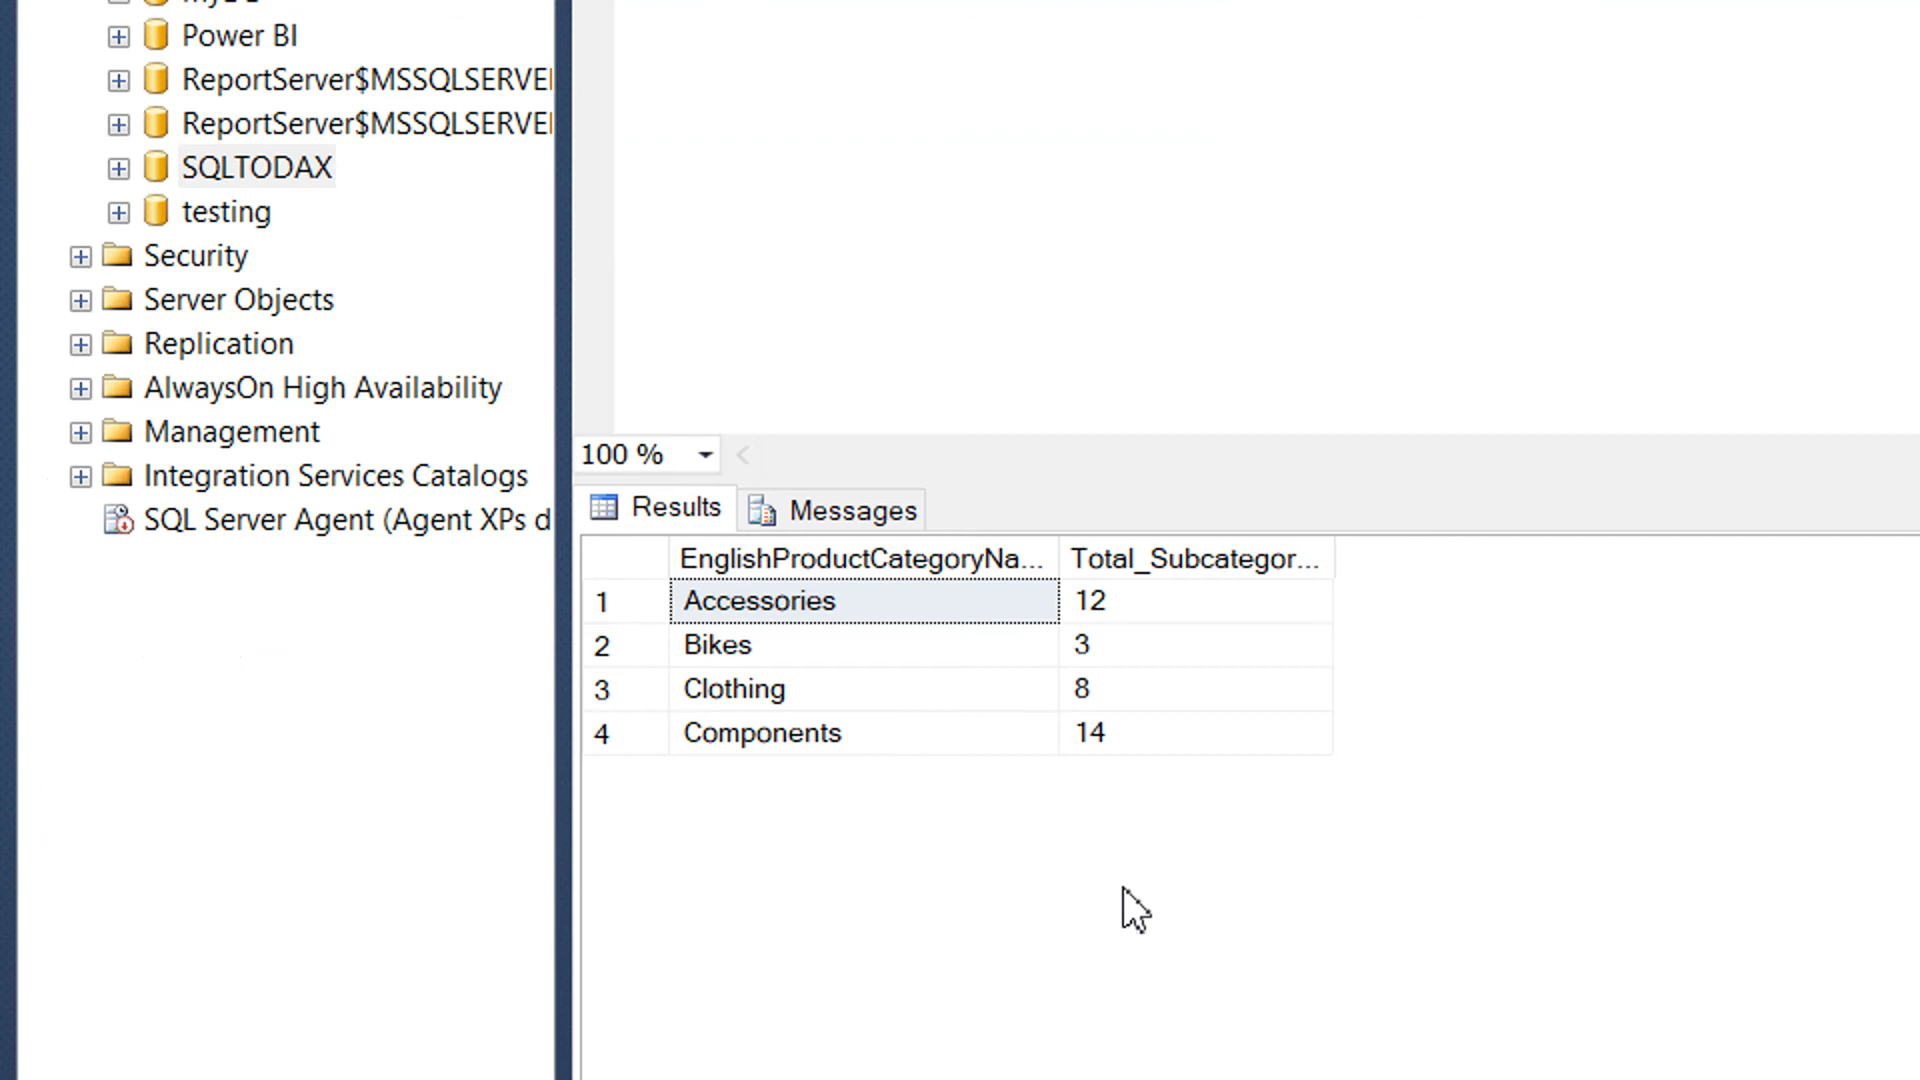 Power BI
ReportServer$MSSQLSERVE
ReportServer$MSSQLSERVE
SQLTODAX
testing
Security
Server Objects
Replication
AlwaysOn High Availability
Management
Integration Services Catalogs
SQL Server Agent (Agent XPs d
100 %
Results Messages
EnglishProductCategoryNa... Total_Subcategor...
1 Accessories 12
2 Bikes 3
3 Clothing 8
4 Components 14